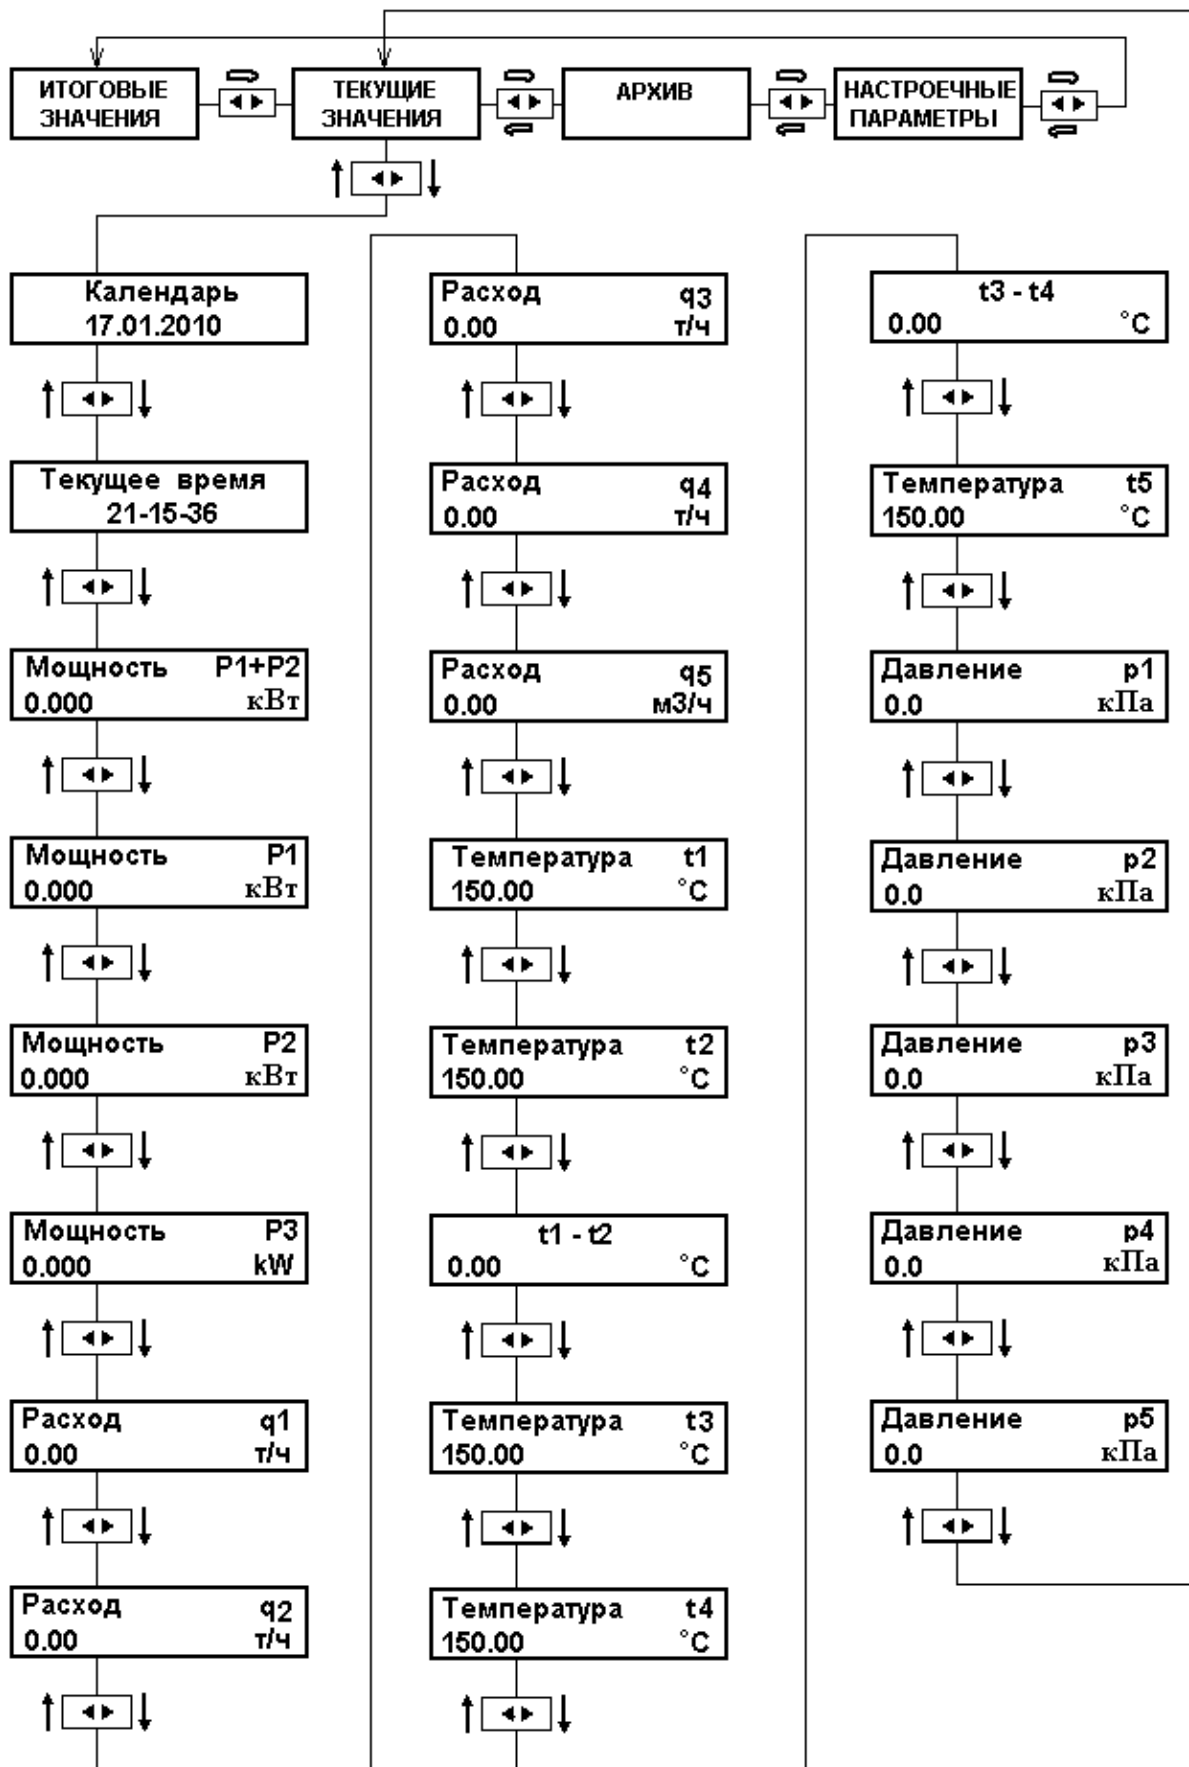 ИТОГОВЫЕ
ЗНАЧЕНИЯ
ТЕКУЩИЕ
ЗНАЧЕНИЯ
АРХИВ
НАСТРОЕЧНЫЕ
ПАРАМЕТРЫ
Календарь
17.01.2010
Текущее время
21-15-36
Мощность P1+P2
0.000 кВт
Мощность P1
0.000 кВт
Мощность P2
0.000 кВт
Мощность P3
0.000 kW
Расход q1
0.00 т/ч
Расход q2
0.00 т/ч
Расход q3
0.00 т/ч
Расход q4
0.00 т/ч
Расход q5
0.00 м3/ч
Температура t1
150.00 °C
Температура t2
150.00 °C
t1 - t2
0.00 °C
Температура t3
150.00 °C
Температура t4
150.00 °C
t3 - t4
0.00 °C
Температура t5
150.00 °C
Давление p1
0.0 кПа
Давление p2
0.0 кПа
Давление p3
0.0 кПа
Давление p4
0.0 кПа
Давление p5
0.0 кПа